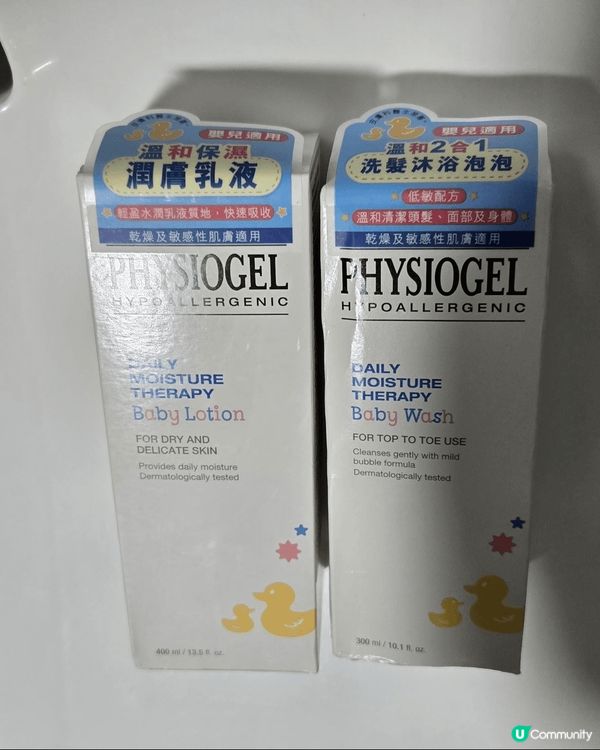 嬰兒適用
溫和保濕
潤膚乳液
輕盈水潤乳液質地，快速吸收
乾燥及敏感性肌膚適用
PHYSIOGEL
HYPOALLERGENIC
DAILY
MOISTURE
THERAPY
Baby Lotion
FOR DRY AND
DELICATE SKIN
Provides daily moisture
Dermatologically tested
400 ml / 13.5 fl. oz.
嬰兒適用
溫和2合1
洗髮沐浴泡泡
低敏配方
溫和清潔頭髮、面部及身體
乾燥及敏感性肌膚適用
PHYSIOGEL
HYPOALLERGENIC
DAILY
MOISTURE
THERAPY
Baby Wash
FOR TOP TO TOE USE
Cleanses gently with mild
bubble formula
Dermatologically tested
300 ml / 10.1 fl. oz.
U Community